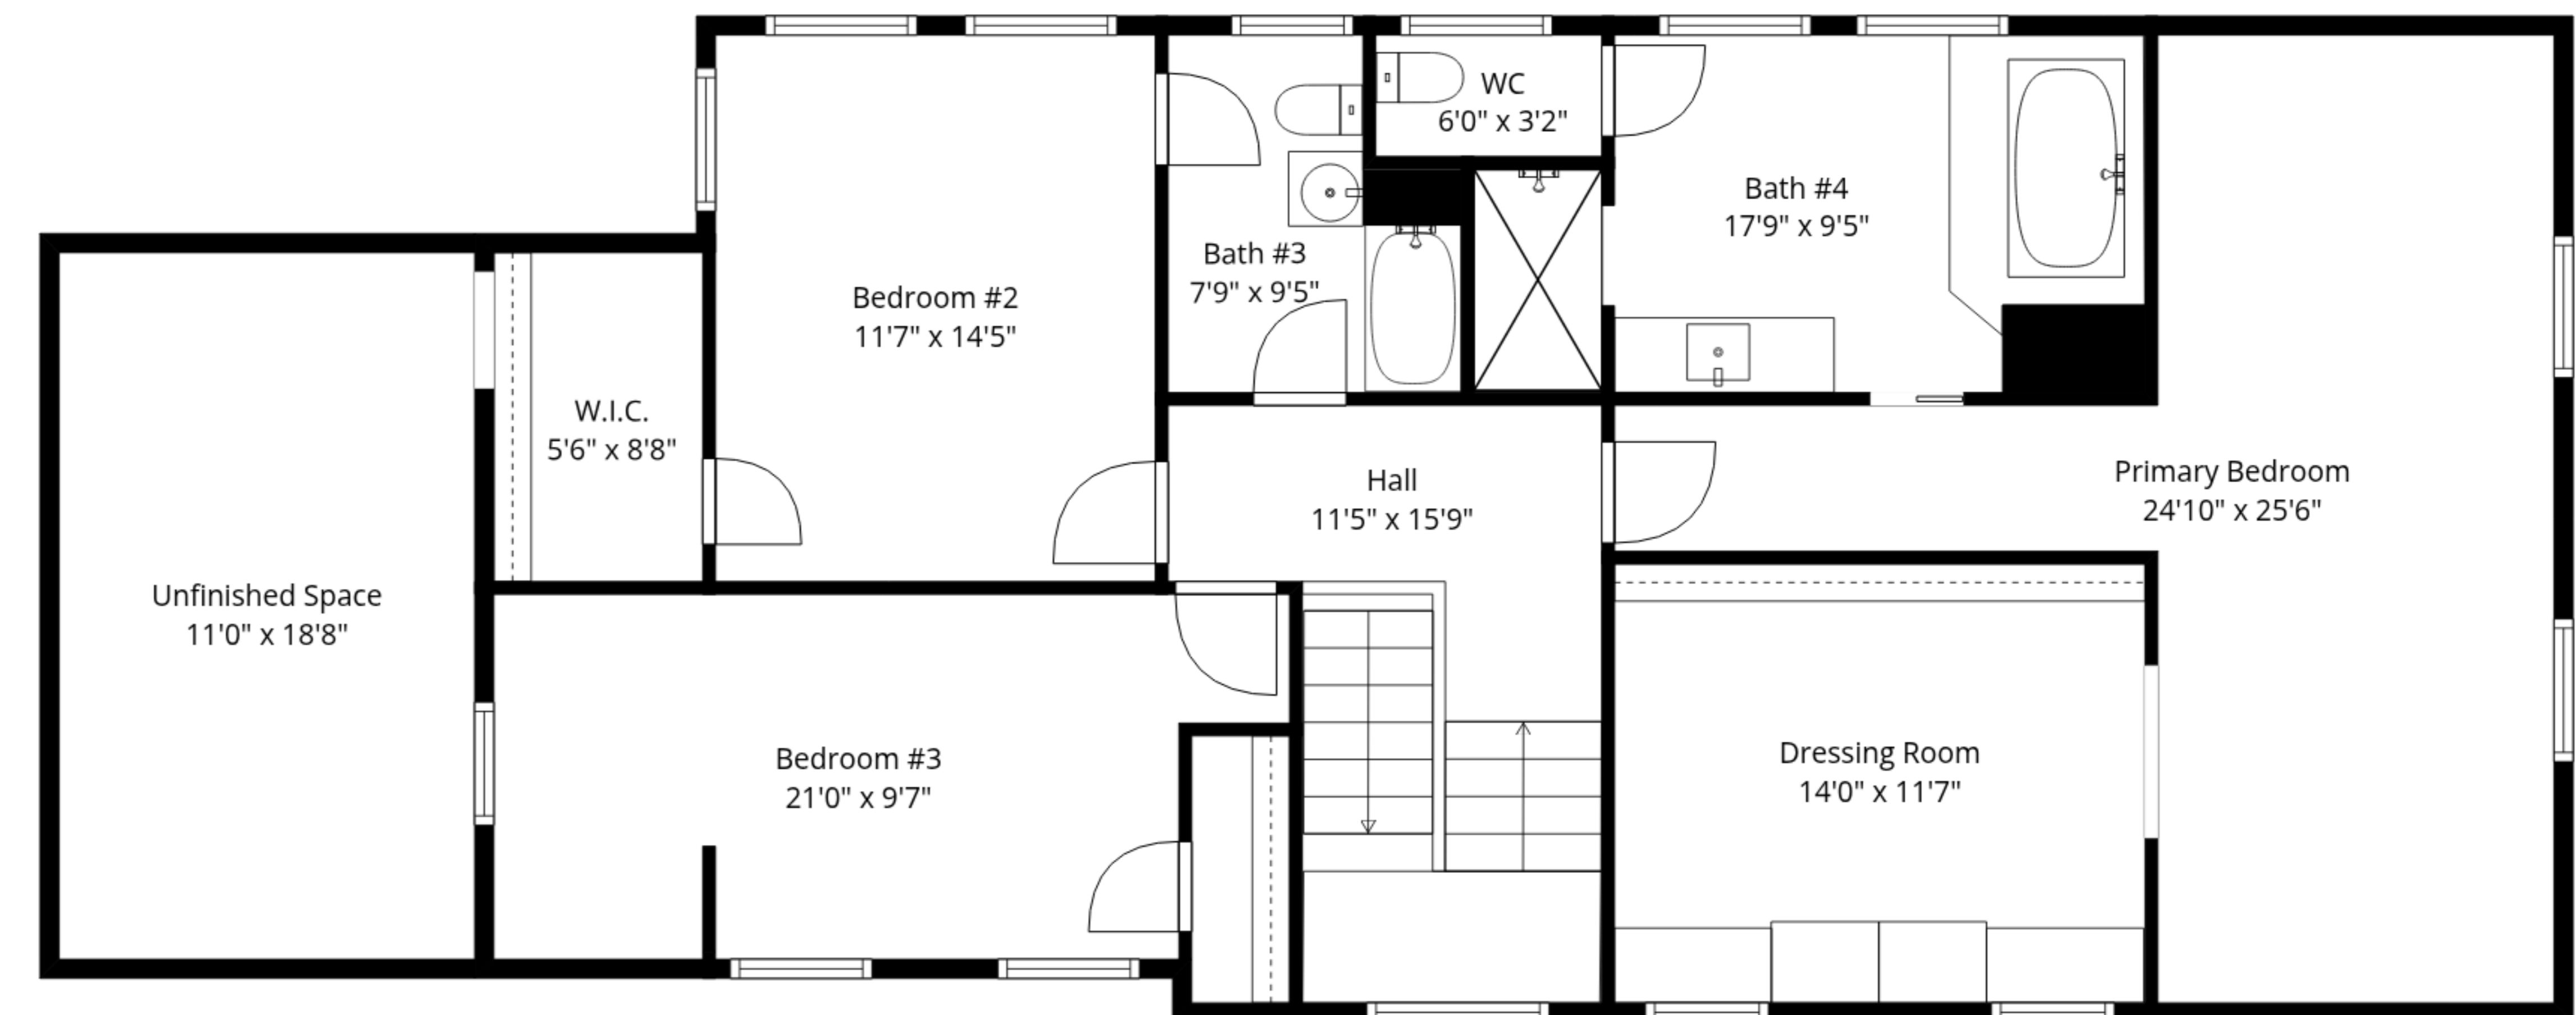 WC
6'0" x 3'2"
Bath #4
17'9" x 9'5"
Bath #3
7'9" x 9'5"
Bedroom #2
11'7" x 14'5"
W.I.C.
5'6" x 8'8"
Hall
11'5" x 15'9"
Primary Bedroom
24'10" x 25'6"
Unfinished Space
11'0" x 18'8"
Bedroom #3
21'0" x 9'7"
Dressing Room
14'0" x 11'7"